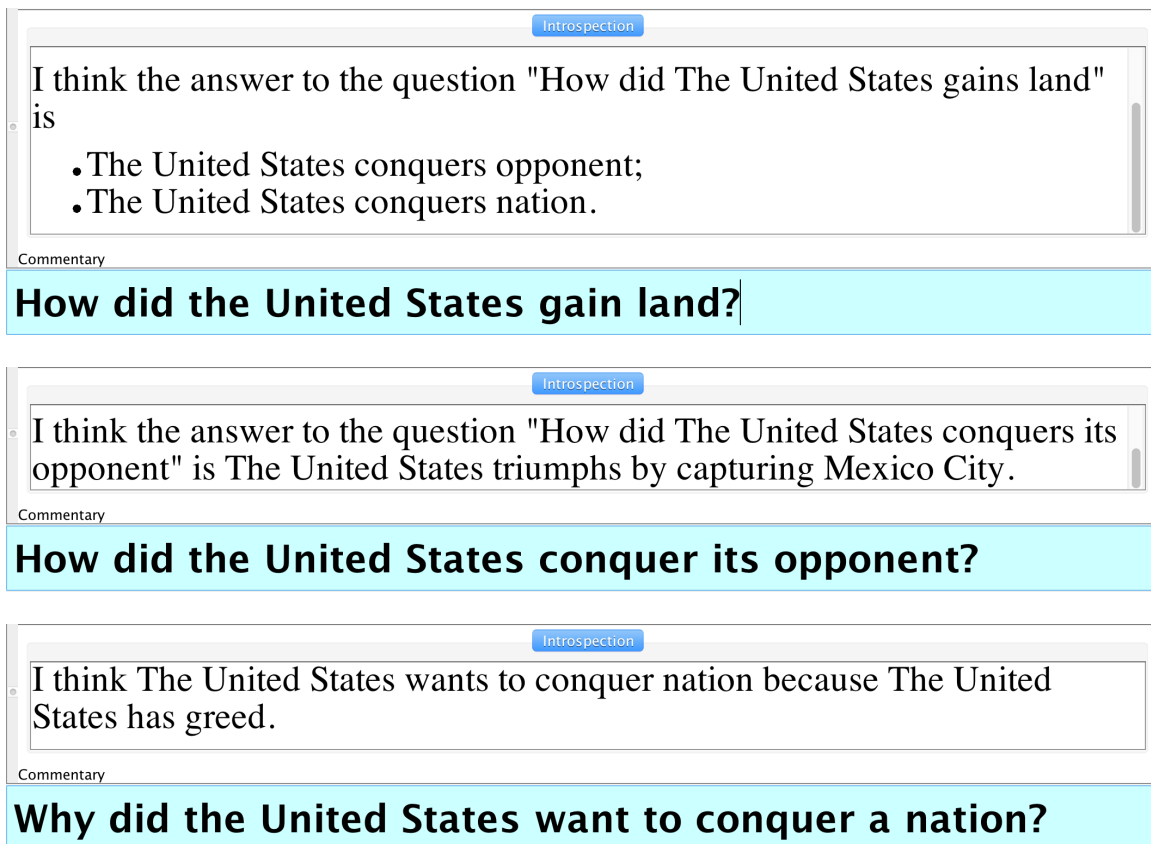 Introspection
I think the answer to the question "How did The United States gains land"
is
•The United States conquers opponent;
•The United States conquers nation.
Commentary
How did the United States gain land?
Introspection
I think the answer to the question "How did The United States conquers its
opponent" is The United States triumphs by capturing Mexico City.
Commentary
How did the United States conquer its opponent?
Introspection
I think The United States wants to conquer nation because The United
States has greed.
Commentary
Why did the United States want to conquer a nation?